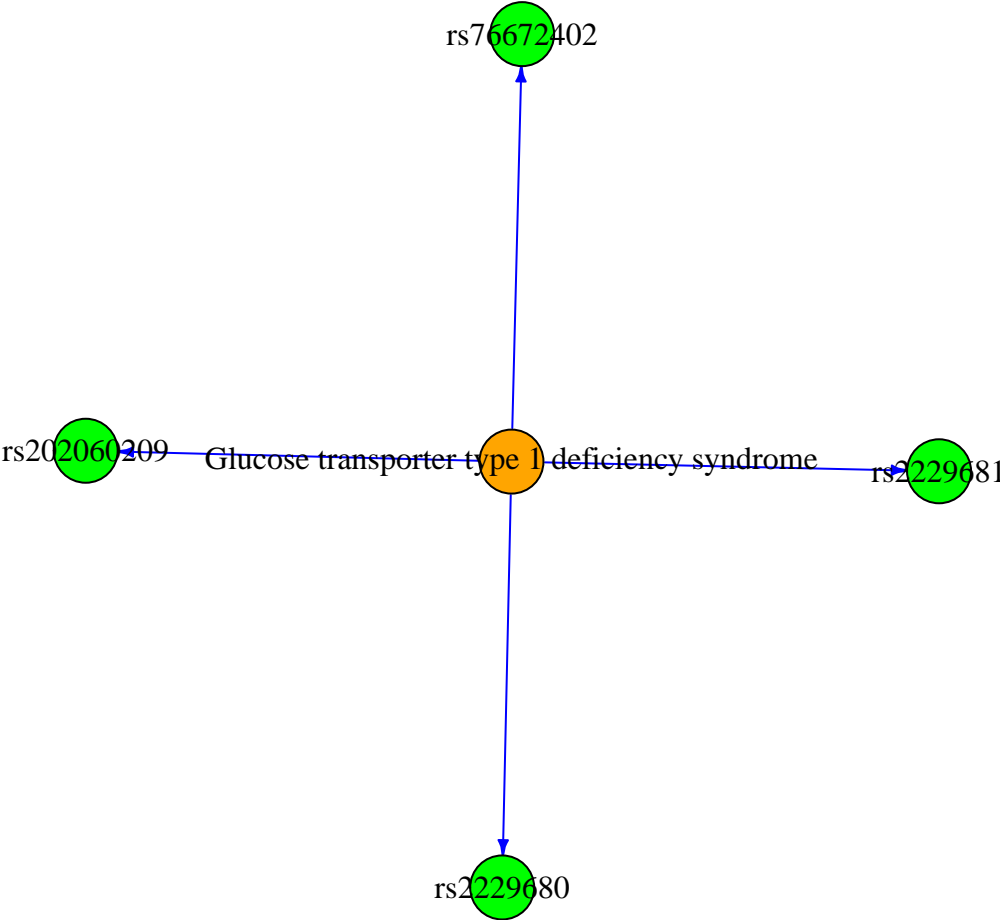 rs76672402
rs202060209
Glucose transporter type 1 deficiency syndrome
rs2229681
rs2229680